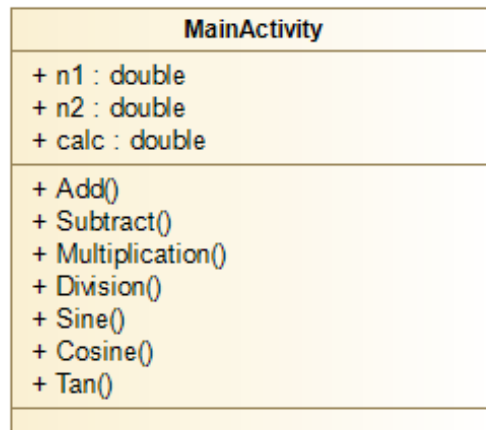 MainActivity
+ n1 : double
+ n2 : double
+ calc : double
+ Add()
+ Subtract()
+ Multiplication()
+ Division()
+ Sine()
+ Cosine()
+ Tan()